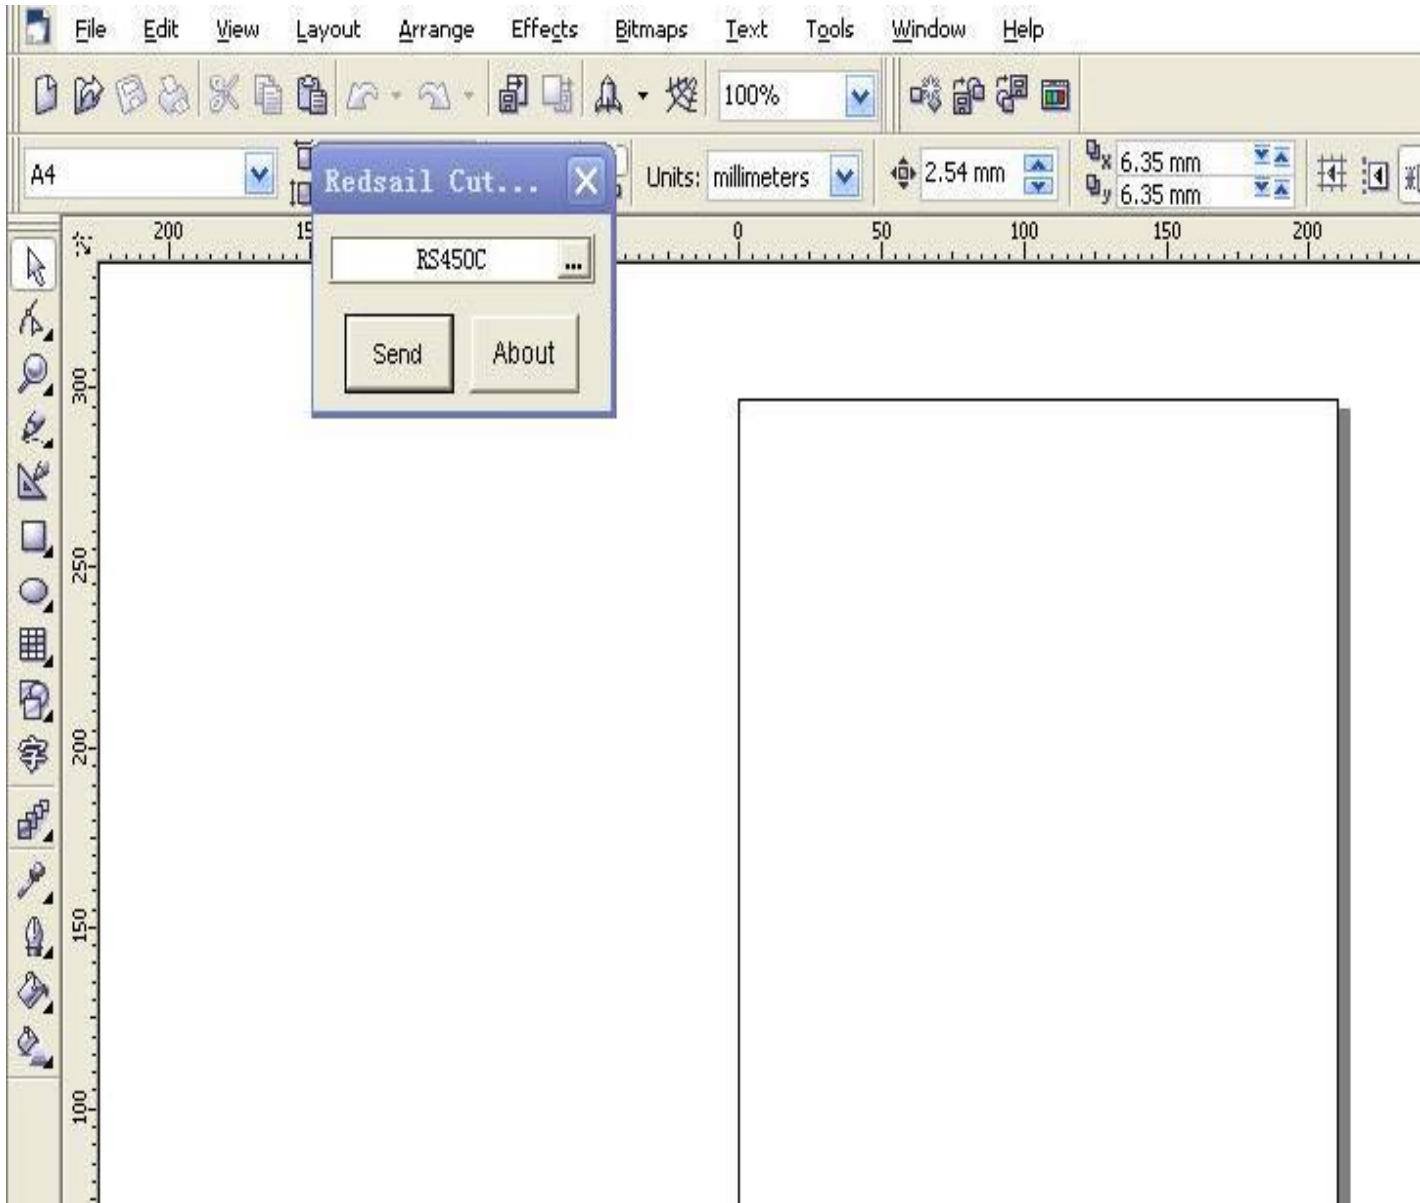 File Edit View Layout Arrange Effects Bitmaps Text Tools Window Help
100%
A4
Units: millimeters
2.54 mm
x 6.35 mm
y 6.35 mm
Redsail Cut...
RS450C ...
Send About
200 15 0 50 100 150 200
300
250
200
150
100
字